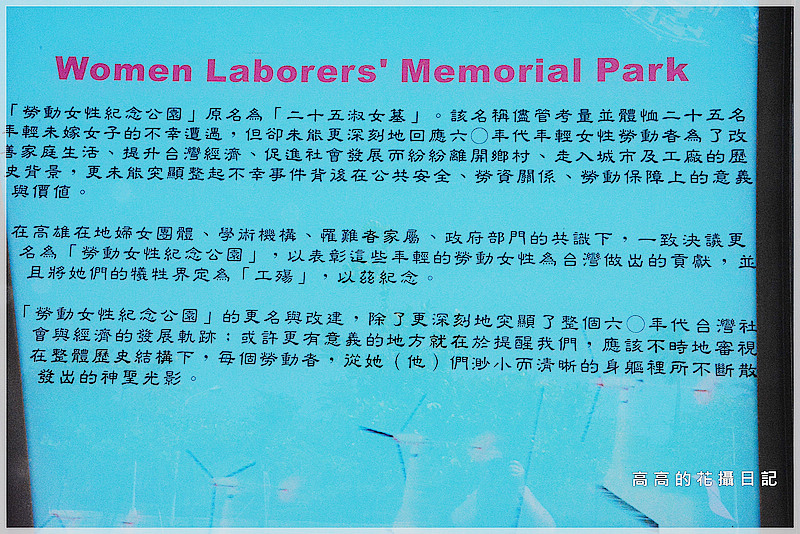 Women Laborers' Memorial Park
「勞動女性紀念公園」原名為「二十五淑女墓」。該名稱儘管考量並體恤二十五名
年輕未嫁女子的不幸遭遇，但卻未能更深刻地回應六〇年代年輕女性勞動者為了改
善家庭生活、提升台灣經濟、促進社會發展而紛紛離開鄉村、走入城市及工廠的歷
史背景，更未能突顯整起不幸事件背後在公共安全、勞資關係、勞動保障上的意義
與價值。
在高雄在地婦女團體、學術機構、罹難者家屬、政府部門的共識下，一致決議更
名為「勞動女性紀念公園」，以表彰這些年輕的勞動女性為台灣做出的貢獻，並
且將她們的犧牲界定為「工殤」，以茲紀念。
「勞動女性紀念公園」的更名與改建，除了更深刻地突顯了整個六〇年代台灣社
會與經濟的發展軌跡；或許更有意義的地方就在於提醒我們，應該不時地審視
在整體歷史結構下，每個勞動者，從她（他）們渺小而清晰的身軀裡所不斷散
發出的神聖光影。
高高的花攝日記